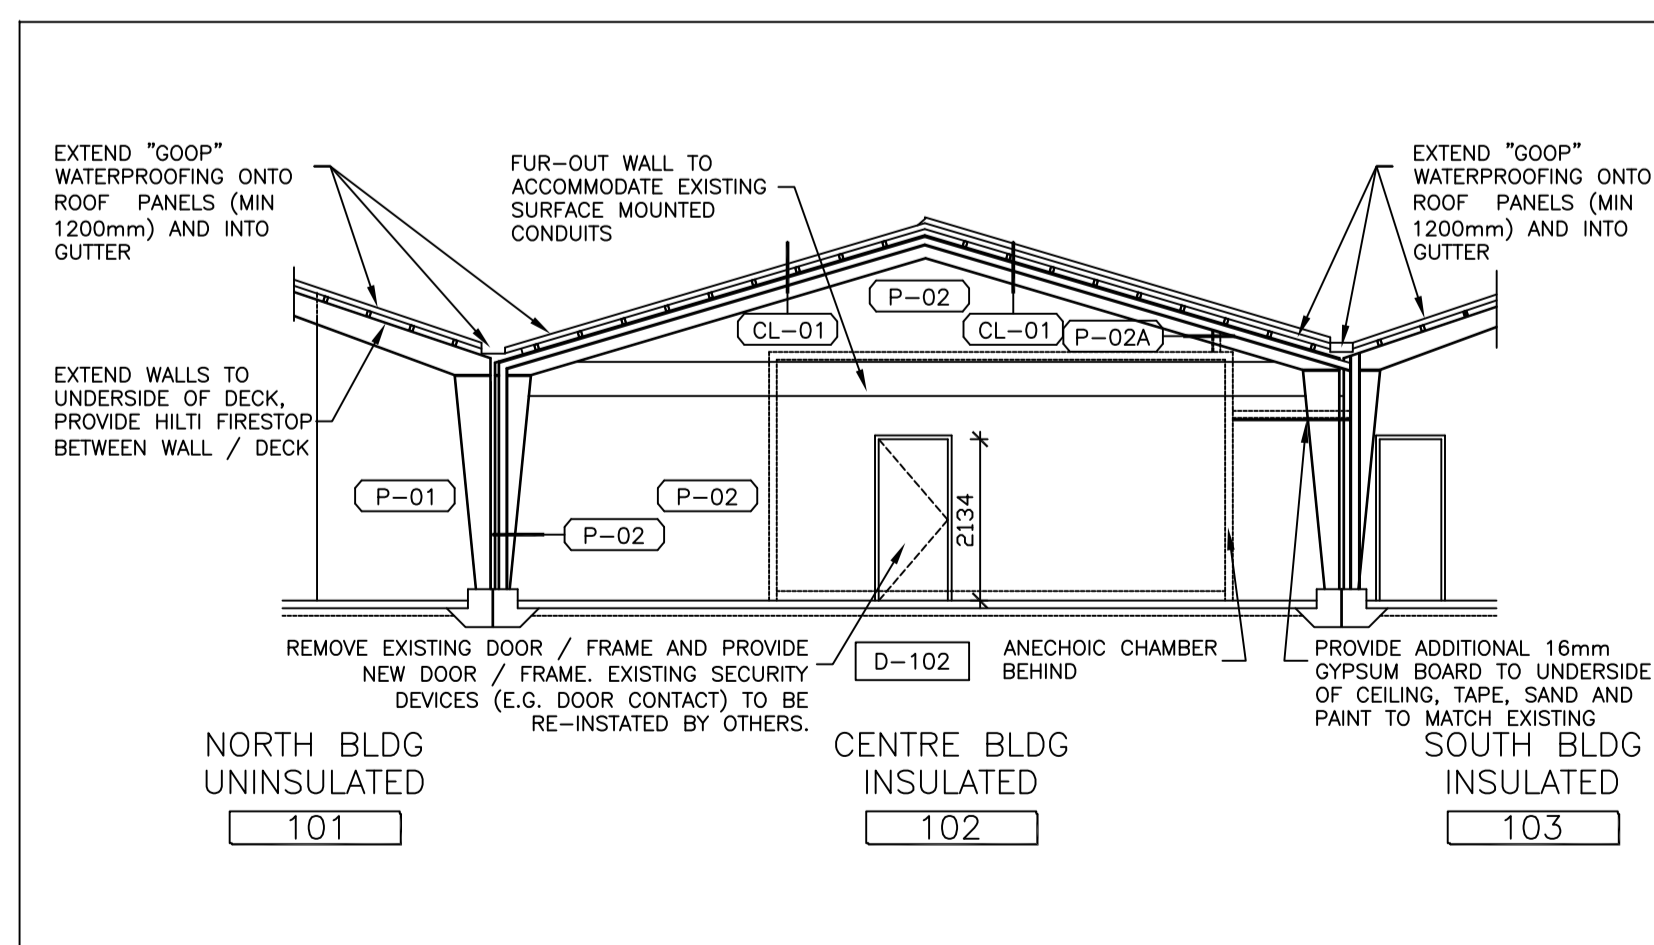 EXTEND "GOOP"
WATERPROOFING ONTO
ROOF PANELS (MIN
1200mm) AND INTO
GUTTER
FUR-OUT WALL TO
ACCOMMODATE EXISTING
SURFACE MOUNTED
CONDUITS
EXTEND "GOOP"
WATERPROOFING ONTO
ROOF PANELS (MIN
1200mm) AND INTO
GUTTER
P-02
CL-01
CL-01
P-02A
EXTEND WALLS TO
UNDERSIDE OF DECK,
PROVIDE HILTI FIRESTOP
BETWEEN WALL / DECK
P-01
P-02
P-02
2134
REMOVE EXISTING DOOR / FRAME AND PROVIDE
NEW DOOR / FRAME. EXISTING SECURITY
DEVICES (E.G. DOOR CONTACT) TO BE
RE-INSTATED BY OTHERS.
D-102
ANECHOIC CHAMBER
BEHIND
PROVIDE ADDITIONAL 16mm
GYPSUM BOARD TO UNDERSIDE
OF CEILING, TAPE, SAND AND
PAINT TO MATCH EXISTING
NORTH BLDG
UNINSULATED
101
CENTRE BLDG
INSULATED
102
SOUTH BLDG
INSULATED
103